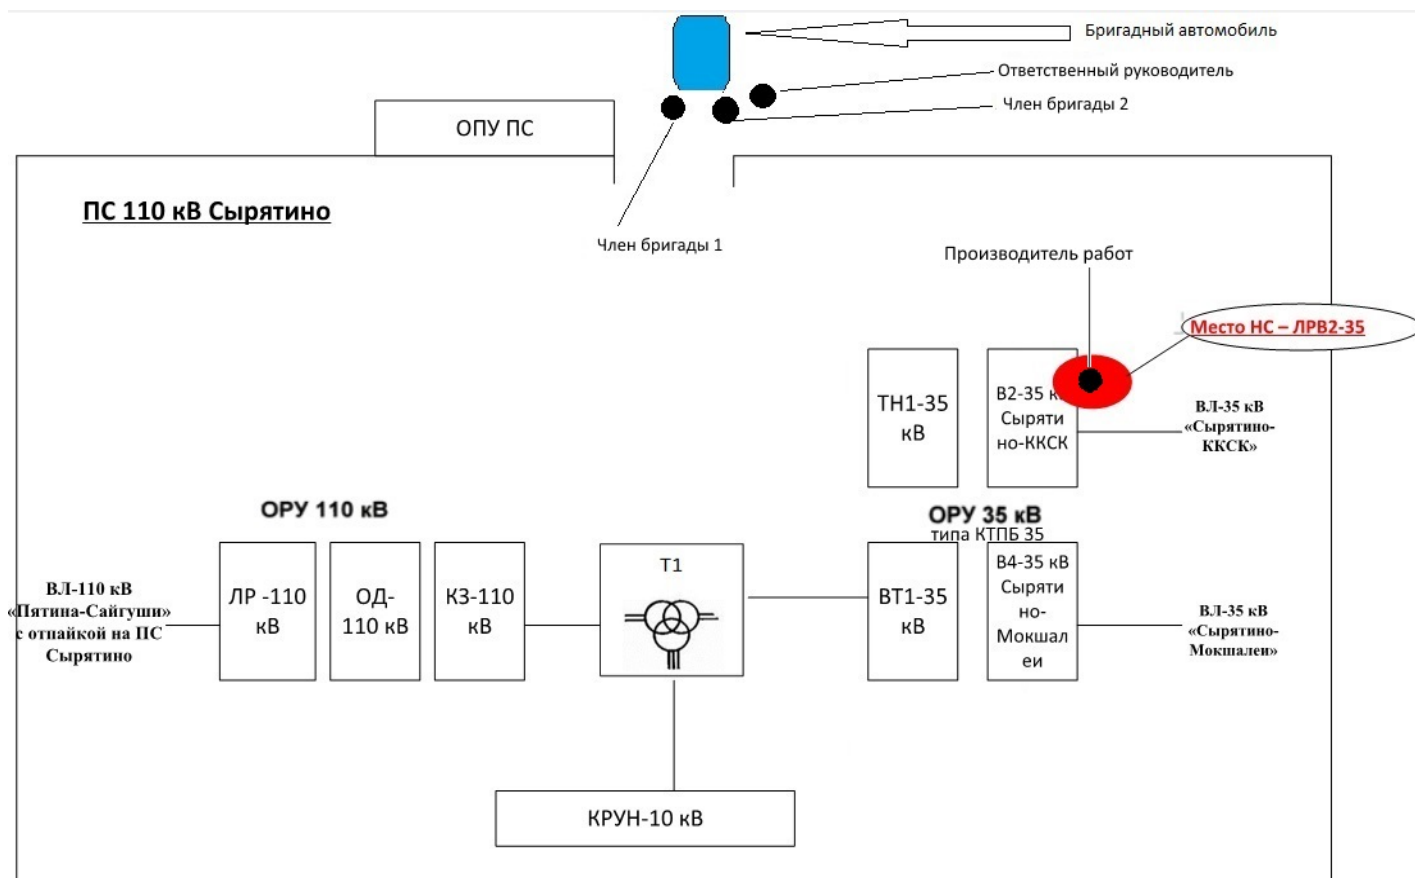 Бригадный автомобиль
Ответственный руководитель
Член бригады 2
ОПУ ПС
ПС 110 кВ Сырятино
Член бригады 1
Производитель работ
Место НС – ЛРВ2-35
ТН1-35
кВ
В2-35 к
Сыряти
но-ККСК
ВЛ-35 кВ
«Сырятино-
ККСК»
ОРУ 110 кВ
ОРУ 35 кВ
типа КТПБ 35
ВЛ-110 кВ
«Пятина-Сайгуши»
с отпайкой на ПС
Сырятино
ЛР -110
кВ
ОД-
110 кВ
КЗ-110
кВ
Т1
ВТ1-35
кВ
В4-35 кВ
Сыряти
но-
Мокшал
еи
ВЛ-35 кВ
«Сырятино-
Мокшалеи»
КРУН-10 кВ